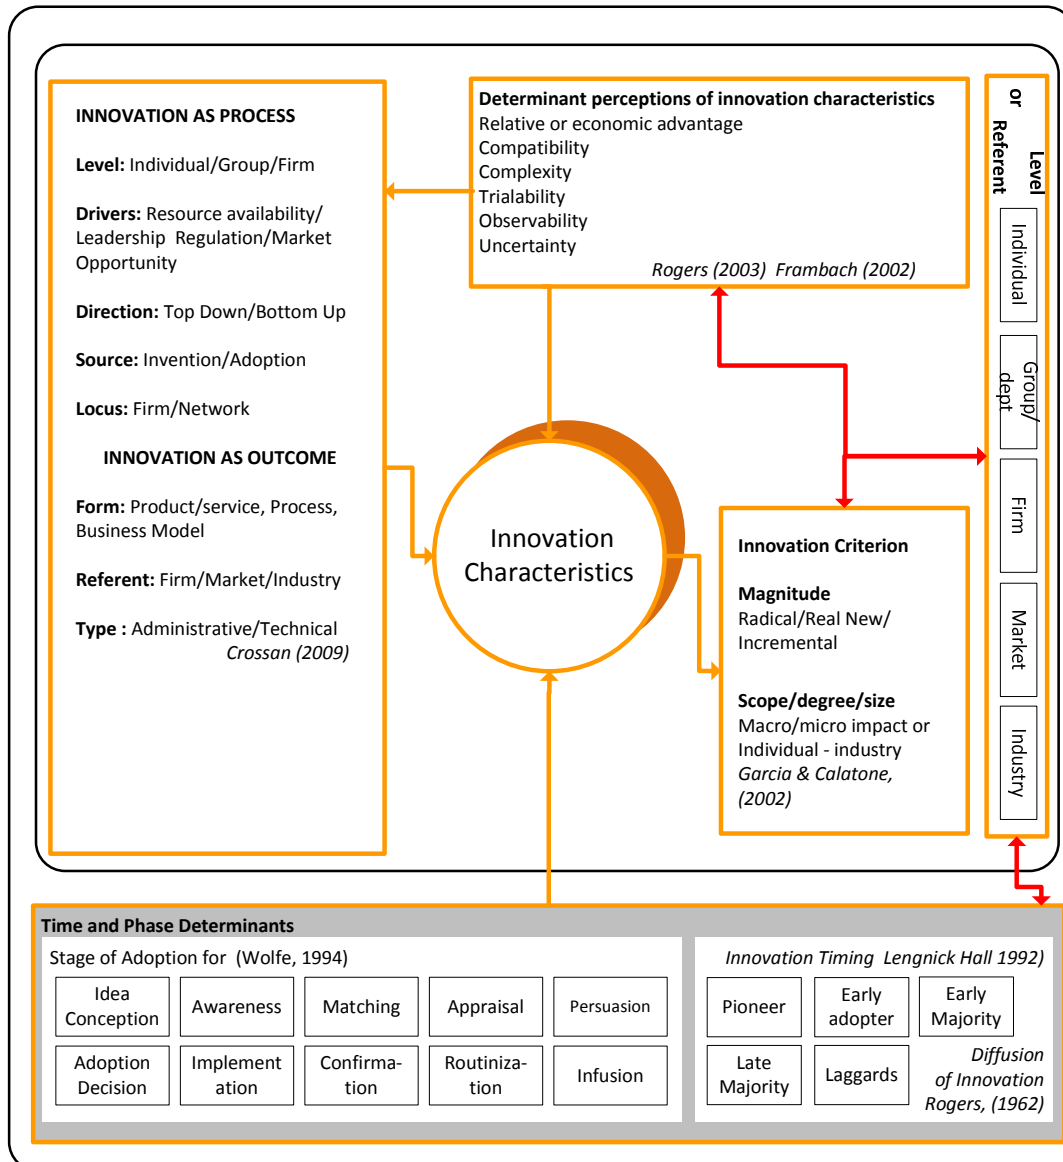 INNOVATION AS PROCESS
Level: Individual/Group/Firm
Drivers: Resource availability/
Leadership  Regulation/Market
Opportunity
Direction: Top Down/Bottom Up
Source: Invention/Adoption
Locus: Firm/Network
INNOVATION AS OUTCOME
Form: Product/service, Process,
Business Model
Referent: Firm/Market/Industry
Type : Administrative/Technical
Crossan (2009)
Determinant perceptions of innovation characteristics
Relative or economic advantage
Compatibility
Complexity
Trialability
Observability
Uncertainty
Rogers (2003)  Frambach (2002)
Level
or Referent
Individual
Group/
dept
Firm
Market
Industry
Innovation
Characteristics
Innovation Criterion
Magnitude
Radical/Real New/
Incremental
Scope/degree/size
Macro/micro impact or
Individual - industry
Garcia & Calatone,
(2002)
Time and Phase Determinants
Stage of Adoption for  (Wolfe, 1994)
Idea
Conception
Awareness
Matching
Appraisal
Persuasion
Adoption
Decision
Implement
ation
Confirma-
tion
Routiniza-
tion
Infusion
Innovation Timing  Lengnick Hall 1992)
Pioneer
Early
adopter
Early
Majority
Late
Majority
Laggards
Diffusion
of Innovation
Rogers, (1962)